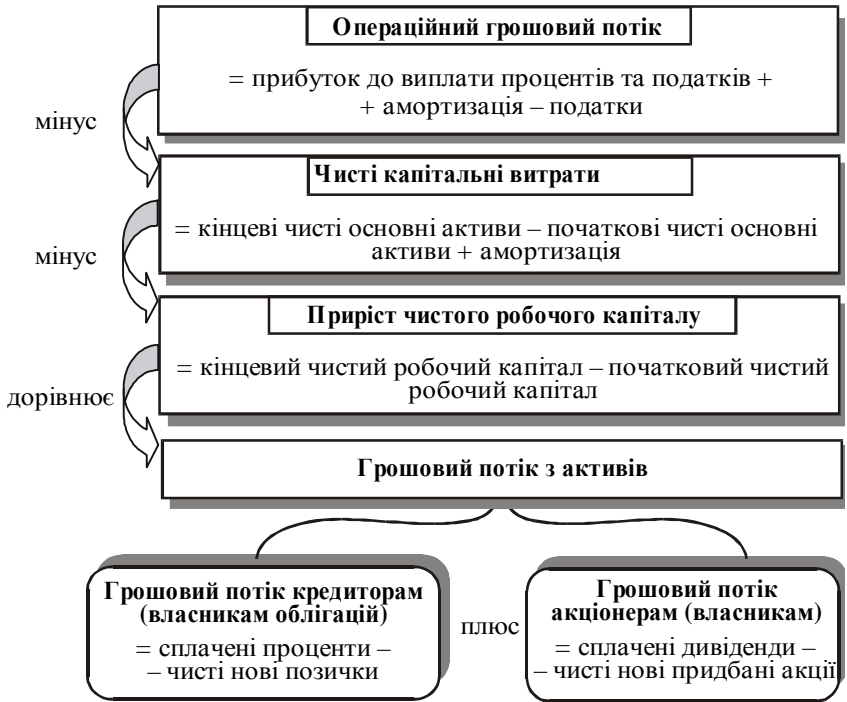 Операційний грошовий потік
= прибуток до виплати процентів та податків +
+ амортизація – податки
мінус
Чисті капітальні витрати
= кінцеві чисті основні активи – початкові чисті основні
активи + амортизація
мінус
Приріст чистого робочого капіталу
= кінцевий чистий робочий капітал – початковий чистий
робочий капітал
дорівнює
Грошовий потік з активів
Грошовий потік кредиторам
(власникам облігацій)
= сплачені проценти –
– чисті нові позички
плюс
Грошовий потік
акціонерам (власникам)
= сплачені дивіденди –
– чисті нові придбані акції